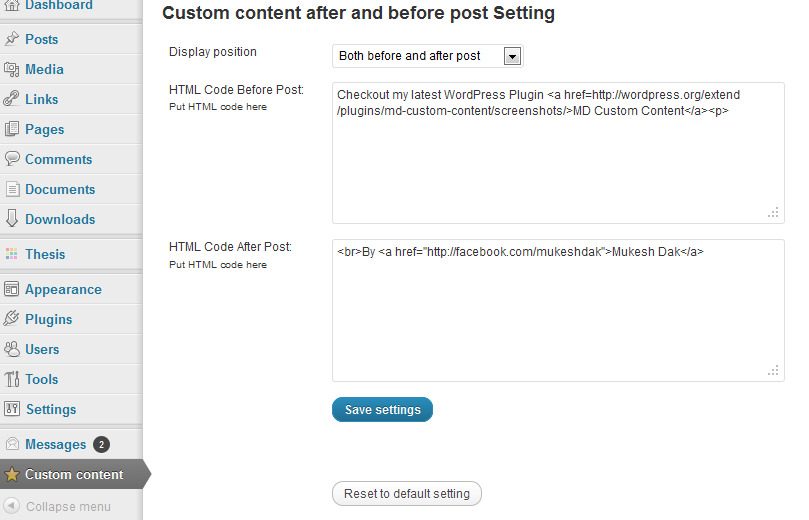 Dashboard
Posts
Media
Links
Pages
Comments
Documents
Downloads
Thesis
Appearance
Plugins
Users
Tools
Settings
Messages 2
Custom content
Collapse menu
Custom content after and before post Setting
Display position
Both before and after post
HTML Code Before Post:
Put HTML code here
Checkout my latest WordPress Plugin <a href=http://wordpress.org/extend
/plugins/md-custom-content/screenshots/>MD Custom Content</a><p>
HTML Code After Post:
Put HTML code here
<br>By <a href="http://facebook.com/mukeshdak">Mukesh Dak</a>
Save settings
Reset to default setting